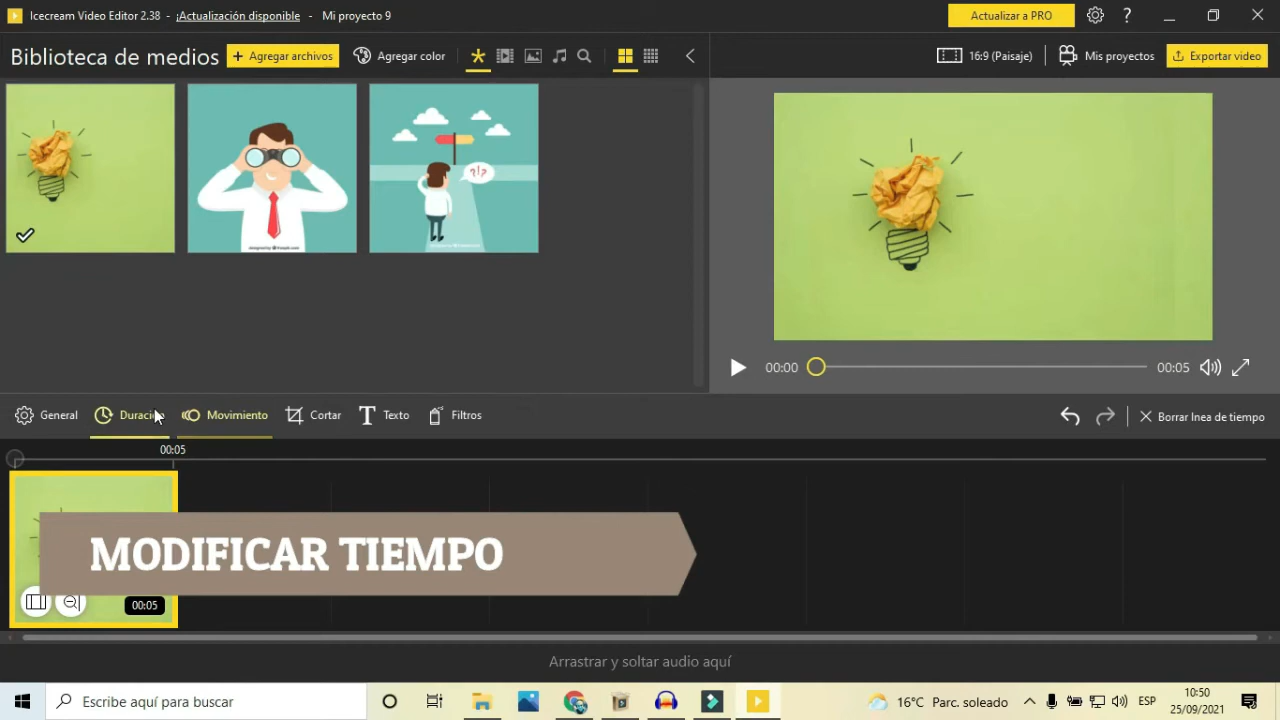 Icecream Video Editor 2.38 - ¡Actualización disponible - Mi proyecto 9
Actualizar a PRO
?
Biblioteca de medios
+ Agregar archivos
Agregar color
16:9 (Paisaje)
Mis proyectos
Exportar video
?!?
00:00
00:05
General
Movimiento
Cortar
Texto
Filtros
Borrar linea de tiempo
00:05
MODIFICAR TIEMPO
00:05
Arrastrar y soltar audio aquí
Escribe aquí para buscar
16°C Parc. soleado
ESP
10:50
25/09/2021